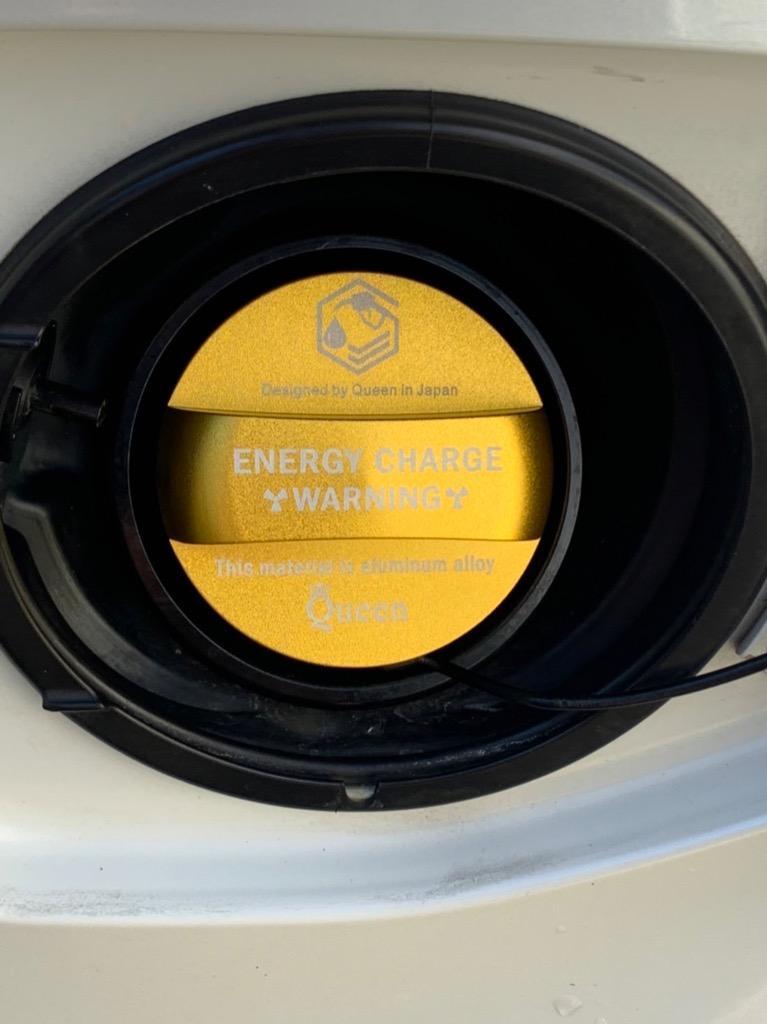 Designed by Queen in Japan
ENERGY CHARGE
WARNING
This material is aluminum alloy
Queen